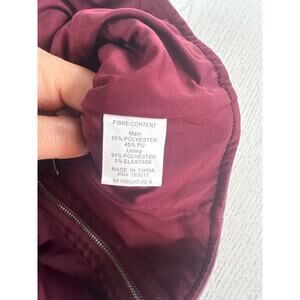 FIBRE CONTENT
Main
55% POLYESTER
45% PU
Lining
95% POLYESTER
5% ELASTANE
MADE IN CHINA